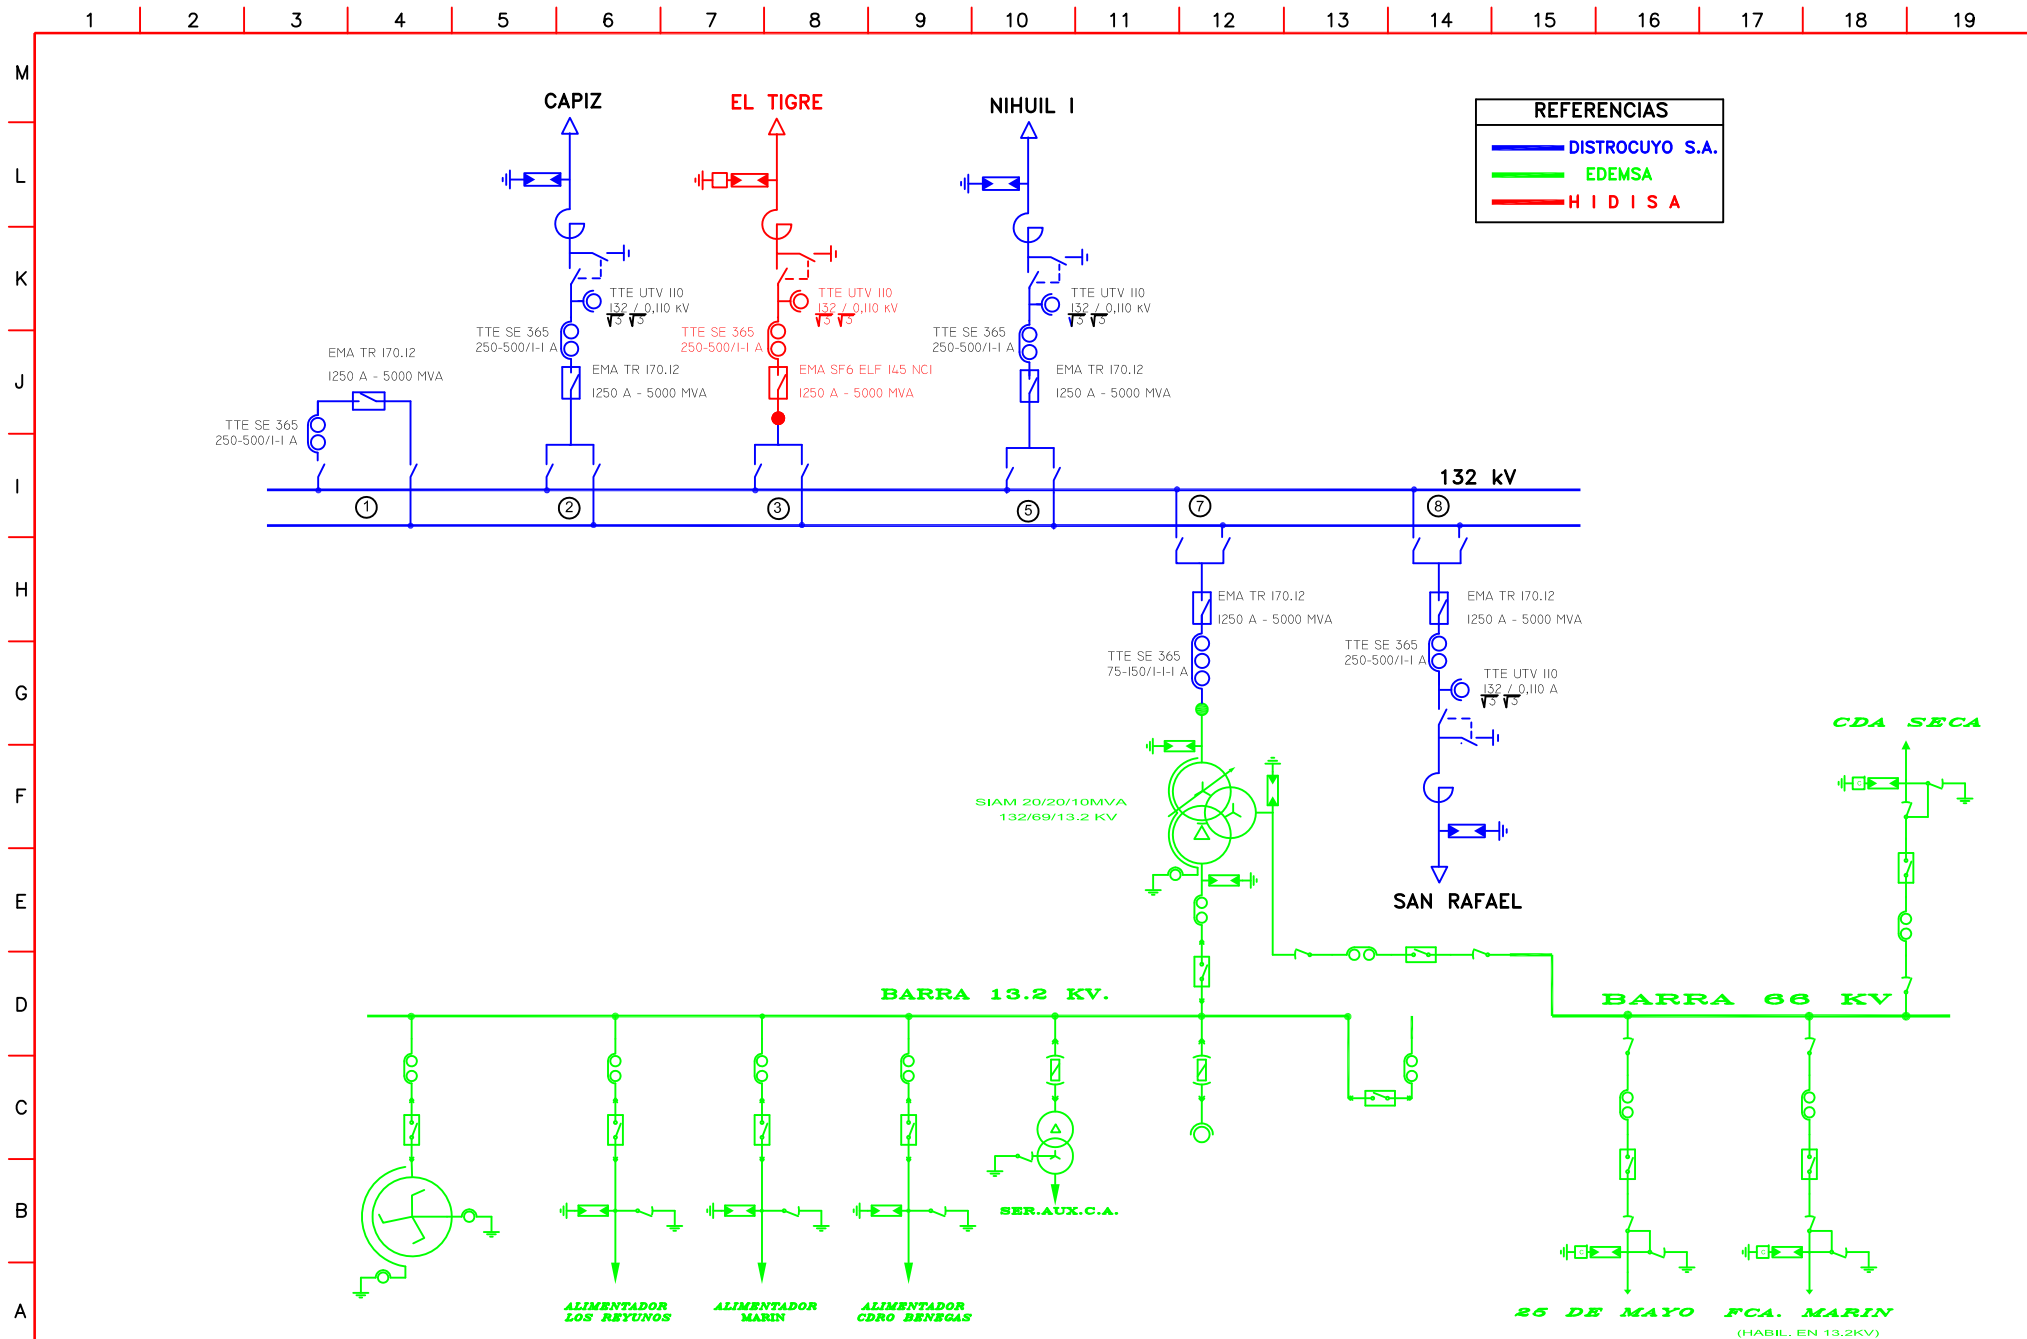 1 2 3 4 5 6 7 8 9 10 11 12 13 14 15 16 17 18 19
M
CAPIZ
EL TIGRE
NIHUIL I
REFERENCIAS
DISTROCUYO S.A.
EDEMSA
H I D I S A
L
K
TTE UTV 110
132 / 0,110 KV
√3 √3
TTE UTV 110
132 / 0,110 KV
√3 √3
TTE UTV 110
132 / 0,110 KV
√3 √3
TTE SE 365
250-500/1-1 A
TTE SE 365
250-500/1-1 A
TTE SE 365
250-500/1-1 A
EMA TR 170.12
1250 A - 5000 MVA
EMA TR 170.12
1250 A - 5000 MVA
EMA SF6 ELF 145 NC1
1250 A - 5000 MVA
EMA TR 170.12
1250 A - 5000 MVA
J
TTE SE 365
250-500/1-1 A
I
132 kV
1
2
3
5
7
8
H
EMA TR 170.12
1250 A - 5000 MVA
EMA TR 170.12
1250 A - 5000 MVA
TTE SE 365
75-150/1-1-1 A
TTE SE 365
250-500/1-1 A
G
TTE UTV 110
132 / 0,110 A
√3 √3
CDA SECA
F
SIAM 20/20/10MVA
132/69/13.2 KV
E
SAN RAFAEL
D
BARRA 13.2 KV.
BARRA 66 KV
C
B
SER.AUX.C.A.
A
ALIMENTADOR
LOS REYUNOS
ALIMENTADOR
MARIN
ALIMENTADOR
CDRO BENEGAS
25 DE MAYO
FCA. MARIN
(HABIL. EN 13.2KV)